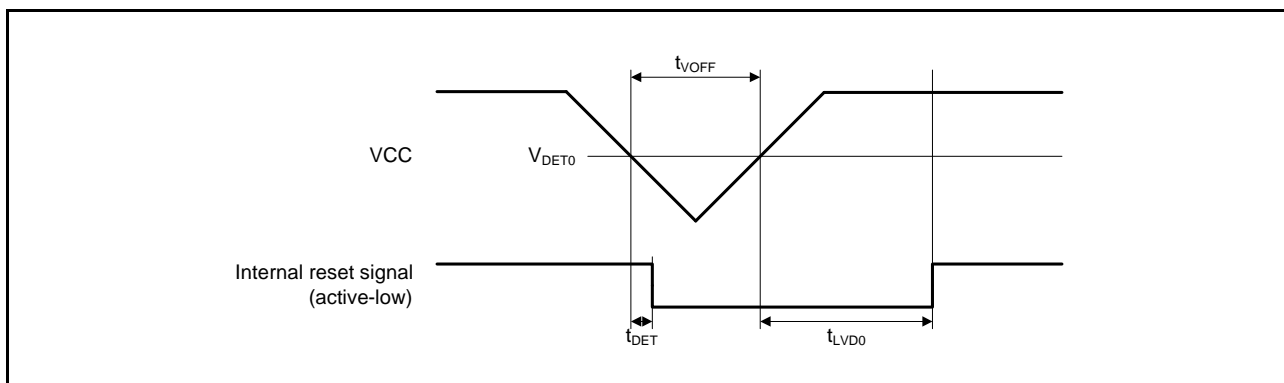 tVOFF
VCC
VDET0
Internal reset signal
(active-low)
tDET
tLVD0